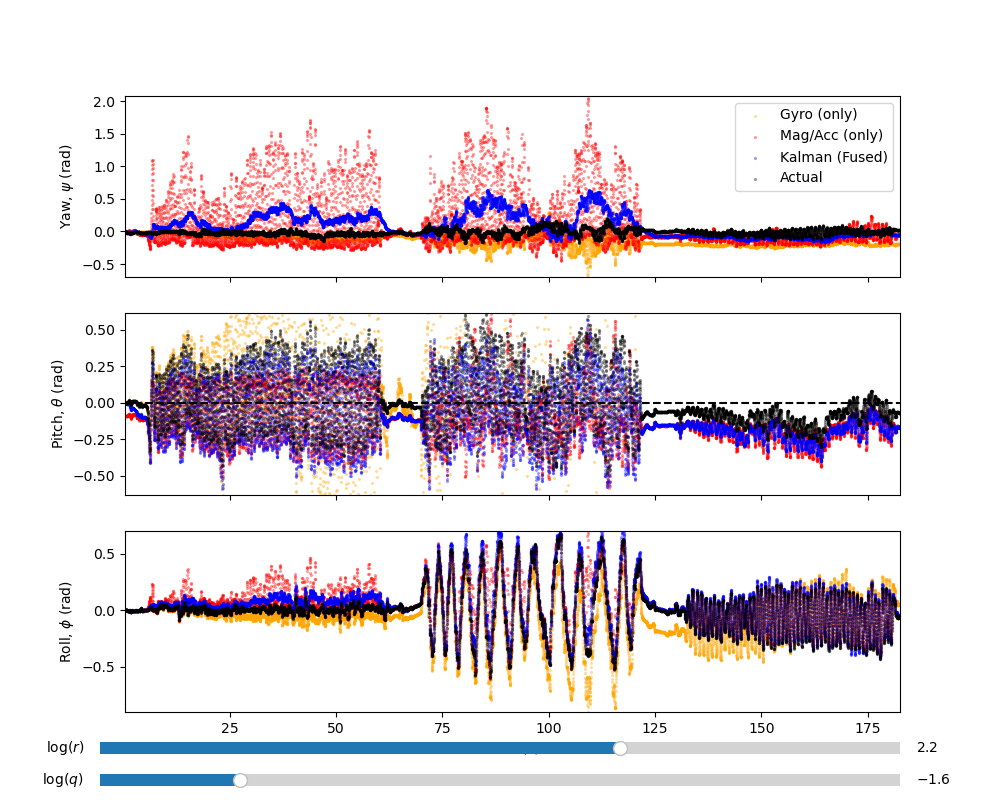 2.0
1.5
1.0
0.5
0.0
−0.5
Yaw, ψ (rad)
Gyro (only)
Mag/Acc (only)
Kalman (Fused)
Actual
0.50
0.25
0.00
−0.25
−0.50
Pitch, θ (rad)
0.5
0.0
−0.5
Roll, ϕ (rad)
25 50 75 100 125 150 175
log(r) 2.2
log(q) −1.6